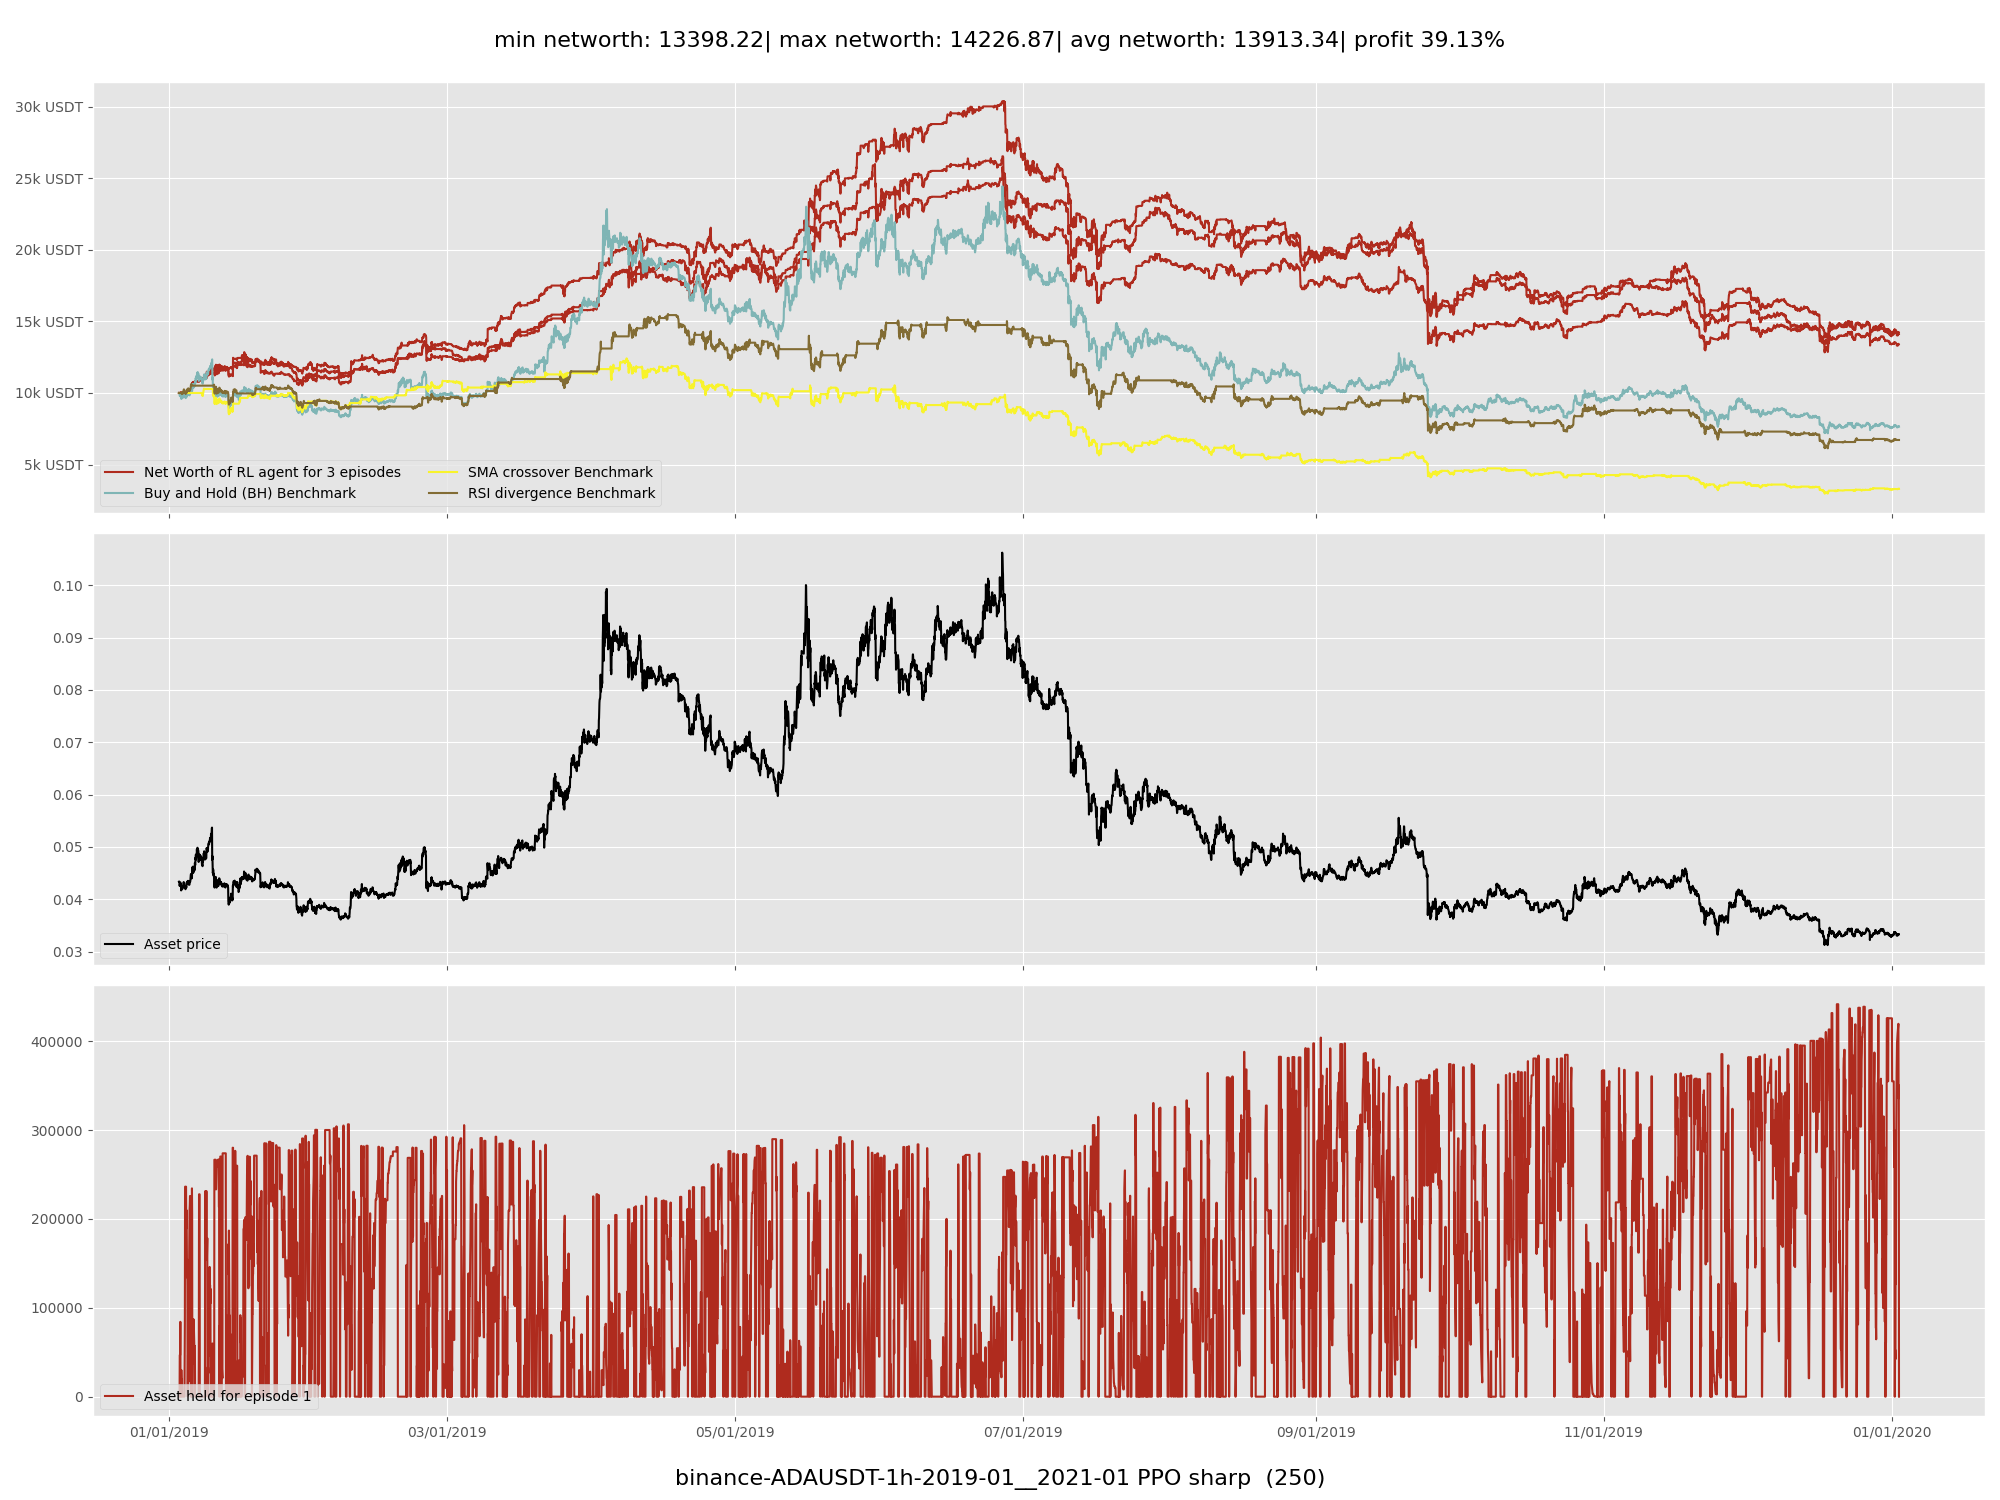 min networth: 13398.22| max networth: 14226.87| avg networth: 13913.34| profit 39.13%
30k USDT
25k USDT
20k USDT
15k USDT
10k USDT
5k USDT
Net Worth of RL agent for 3 episodes
Buy and Hold (BH) Benchmark
SMA crossover Benchmark
RSI divergence Benchmark
0.10
0.09
0.08
0.07
0.06
0.05
0.04
0.03
Asset price
400000
300000
200000
100000
0
Asset held for episode 1
01/01/2019 03/01/2019 05/01/2019 07/01/2019 09/01/2019 11/01/2019 01/01/2020
binance-ADAUSDT-1h-2019-01__2021-01 PPO sharp  (250)